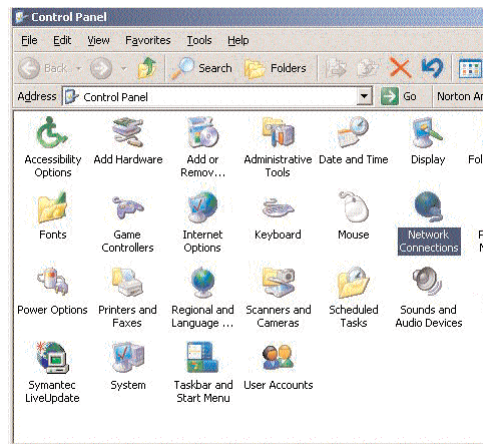 Control Panel
File Edit View Favorites Tools Help
Back Search Folders
Address Control Panel Go Norton An
Accessibility Options
Add Hardware
Add or Remov...
Administrative Tools
Date and Time
Display
Fol
Fonts
Game Controllers
Internet Options
Keyboard
Mouse
Network Connections
Power Options
Printers and Faxes
Regional and Language ...
Scanners and Cameras
Scheduled Tasks
Sounds and Audio Devices
Symantec LiveUpdate
System
Taskbar and Start Menu
User Accounts